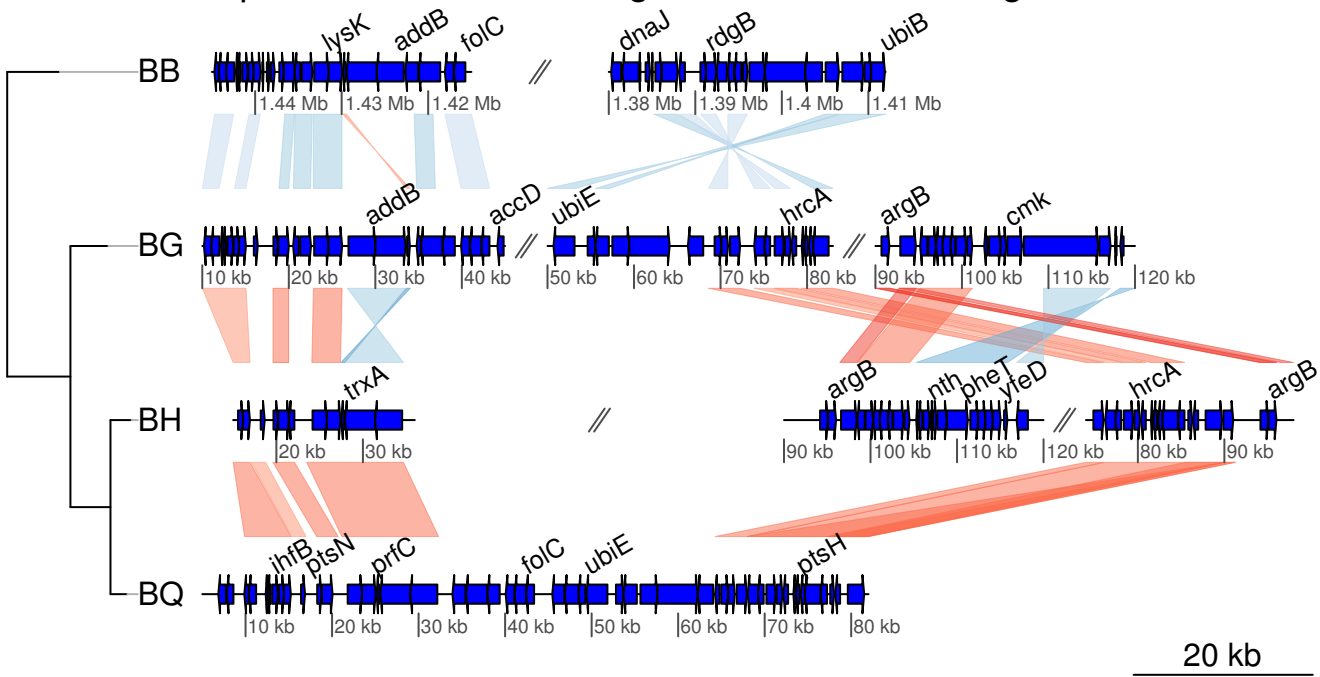 lysK addB folC dnaJ rdgB ubiB
BB
1.44 Mb 1.43 Mb 1.42 Mb 1.38 Mb 1.39 Mb 1.4 Mb 1.41 Mb
addB accD ubiE hrcA argB cmk
BG
10 kb 20 kb 30 kb 40 kb 50 kb 60 kb 70 kb 80 kb 90 kb 100 kb 110 kb 120 kb
trxA argB nth pheT yfeD hrcA argB
BH
20 kb 30 kb 90 kb 100 kb 110 kb 120 kb 80 kb 90 kb
ihfB ptsN prfC folC ubiE ptsH
BQ
10 kb 20 kb 30 kb 40 kb 50 kb 60 kb 70 kb 80 kb
20 kb